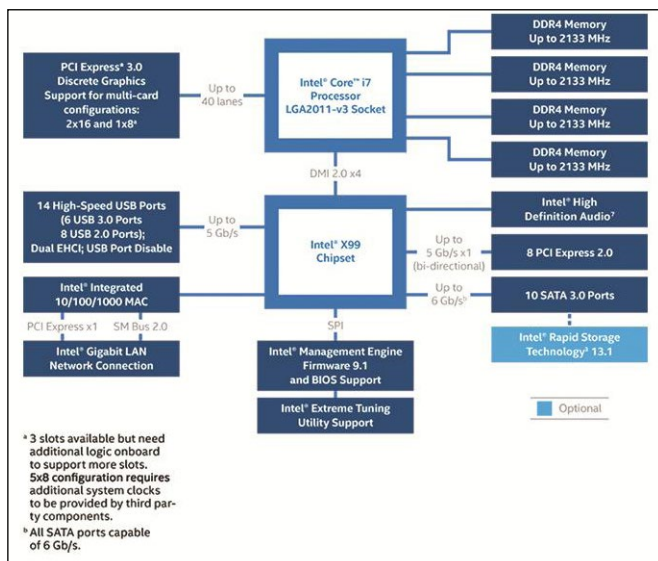 PCI Express* 3.0
Discrete Graphics
Support for multi-card
configurations:
2x16 and 1x8ª
Up to
40 lanes
Intel® Core™ i7
Processor
LGA2011-v3 Socket
DDR4 Memory
Up to 2133 MHz
DDR4 Memory
Up to 2133 MHz
DDR4 Memory
Up to 2133 MHz
DDR4 Memory
Up to 2133 MHz
DMI 2.0 x4
14 High-Speed USB Ports
(6 USB 3.0 Ports
8 USB 2.0 Ports);
Dual EHCI; USB Port Disable
Up to
5 Gb/s
Intel® X99
Chipset
Intel® High
Definition Audio⁷
Up to
5 Gb/s x1
(bi-directional)
8 PCI Express 2.0
Intel® Integrated
10/100/1000 MAC
Up to
6 Gb/sᵇ
10 SATA 3.0 Ports
PCI Express x1
SM Bus 2.0
SPI
Intel® Rapid Storage
Technology³ 13.1
Intel® Gigabit LAN
Network Connection
Intel® Management Engine
Firmware 9.1
and BIOS Support
Intel® Extreme Tuning
Utility Support
Optional
ª 3 slots available but need
additional logic onboard
to support more slots.
5x8 configuration requires
additional system clocks
to be provided by third par-
ty components.
ᵇ All SATA ports capable
of 6 Gb/s.